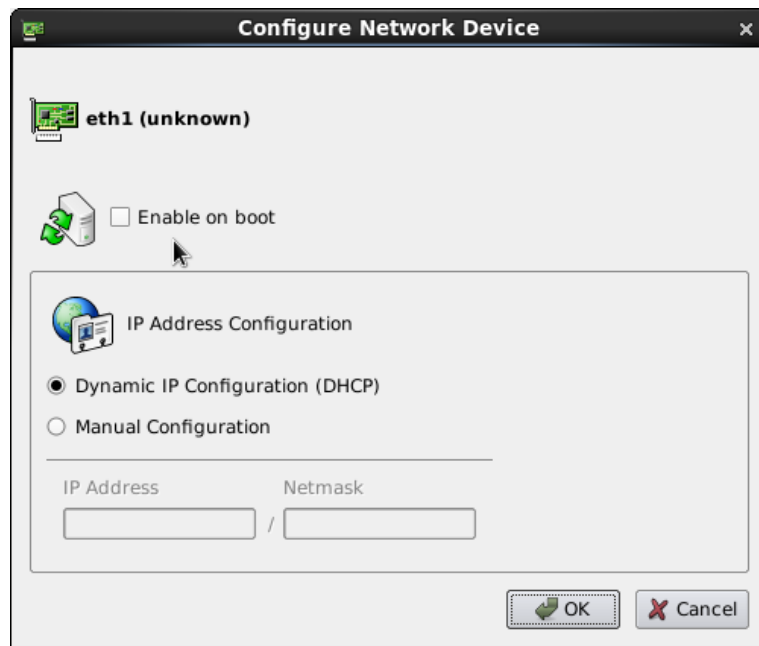 Configure Network Device
eth1 (unknown)
Enable on boot
IP Address Configuration
Dynamic IP Configuration (DHCP)
Manual Configuration
IP Address Netmask
/
OK Cancel